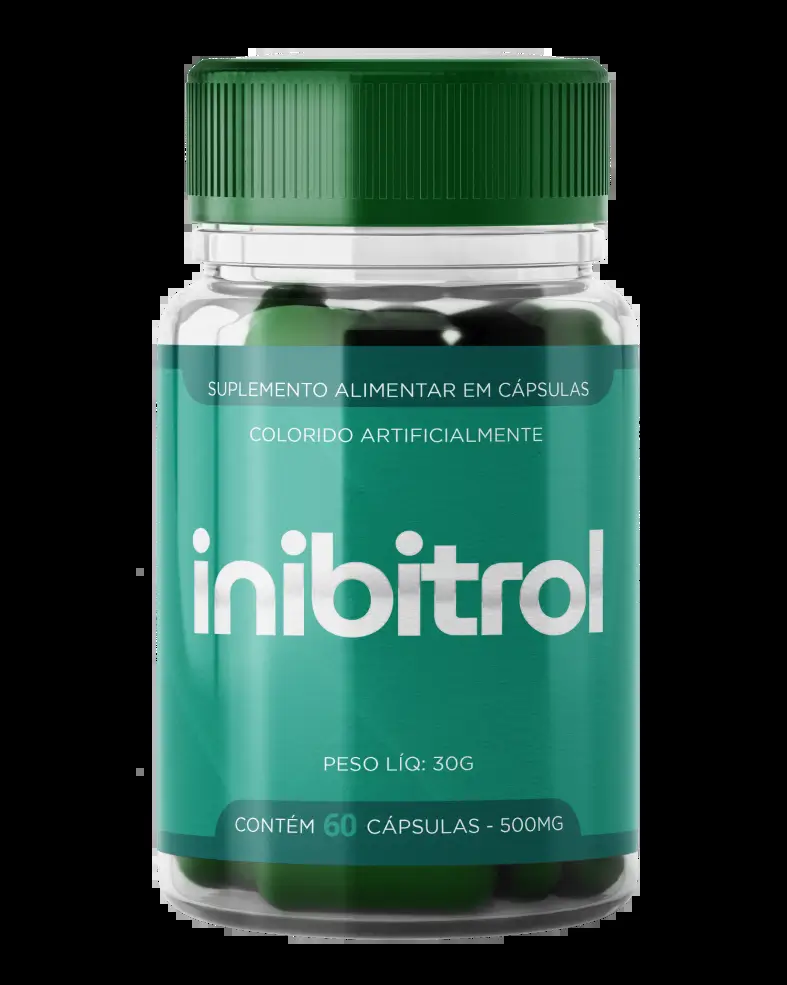 SUPLEMENTO ALIMENTAR EM CÁPSULAS
COLORIDO ARTIFICIALMENTE
inibitrol
PESO LÍQ: 30G
CONTÉM 60 CÁPSULAS - 500MG